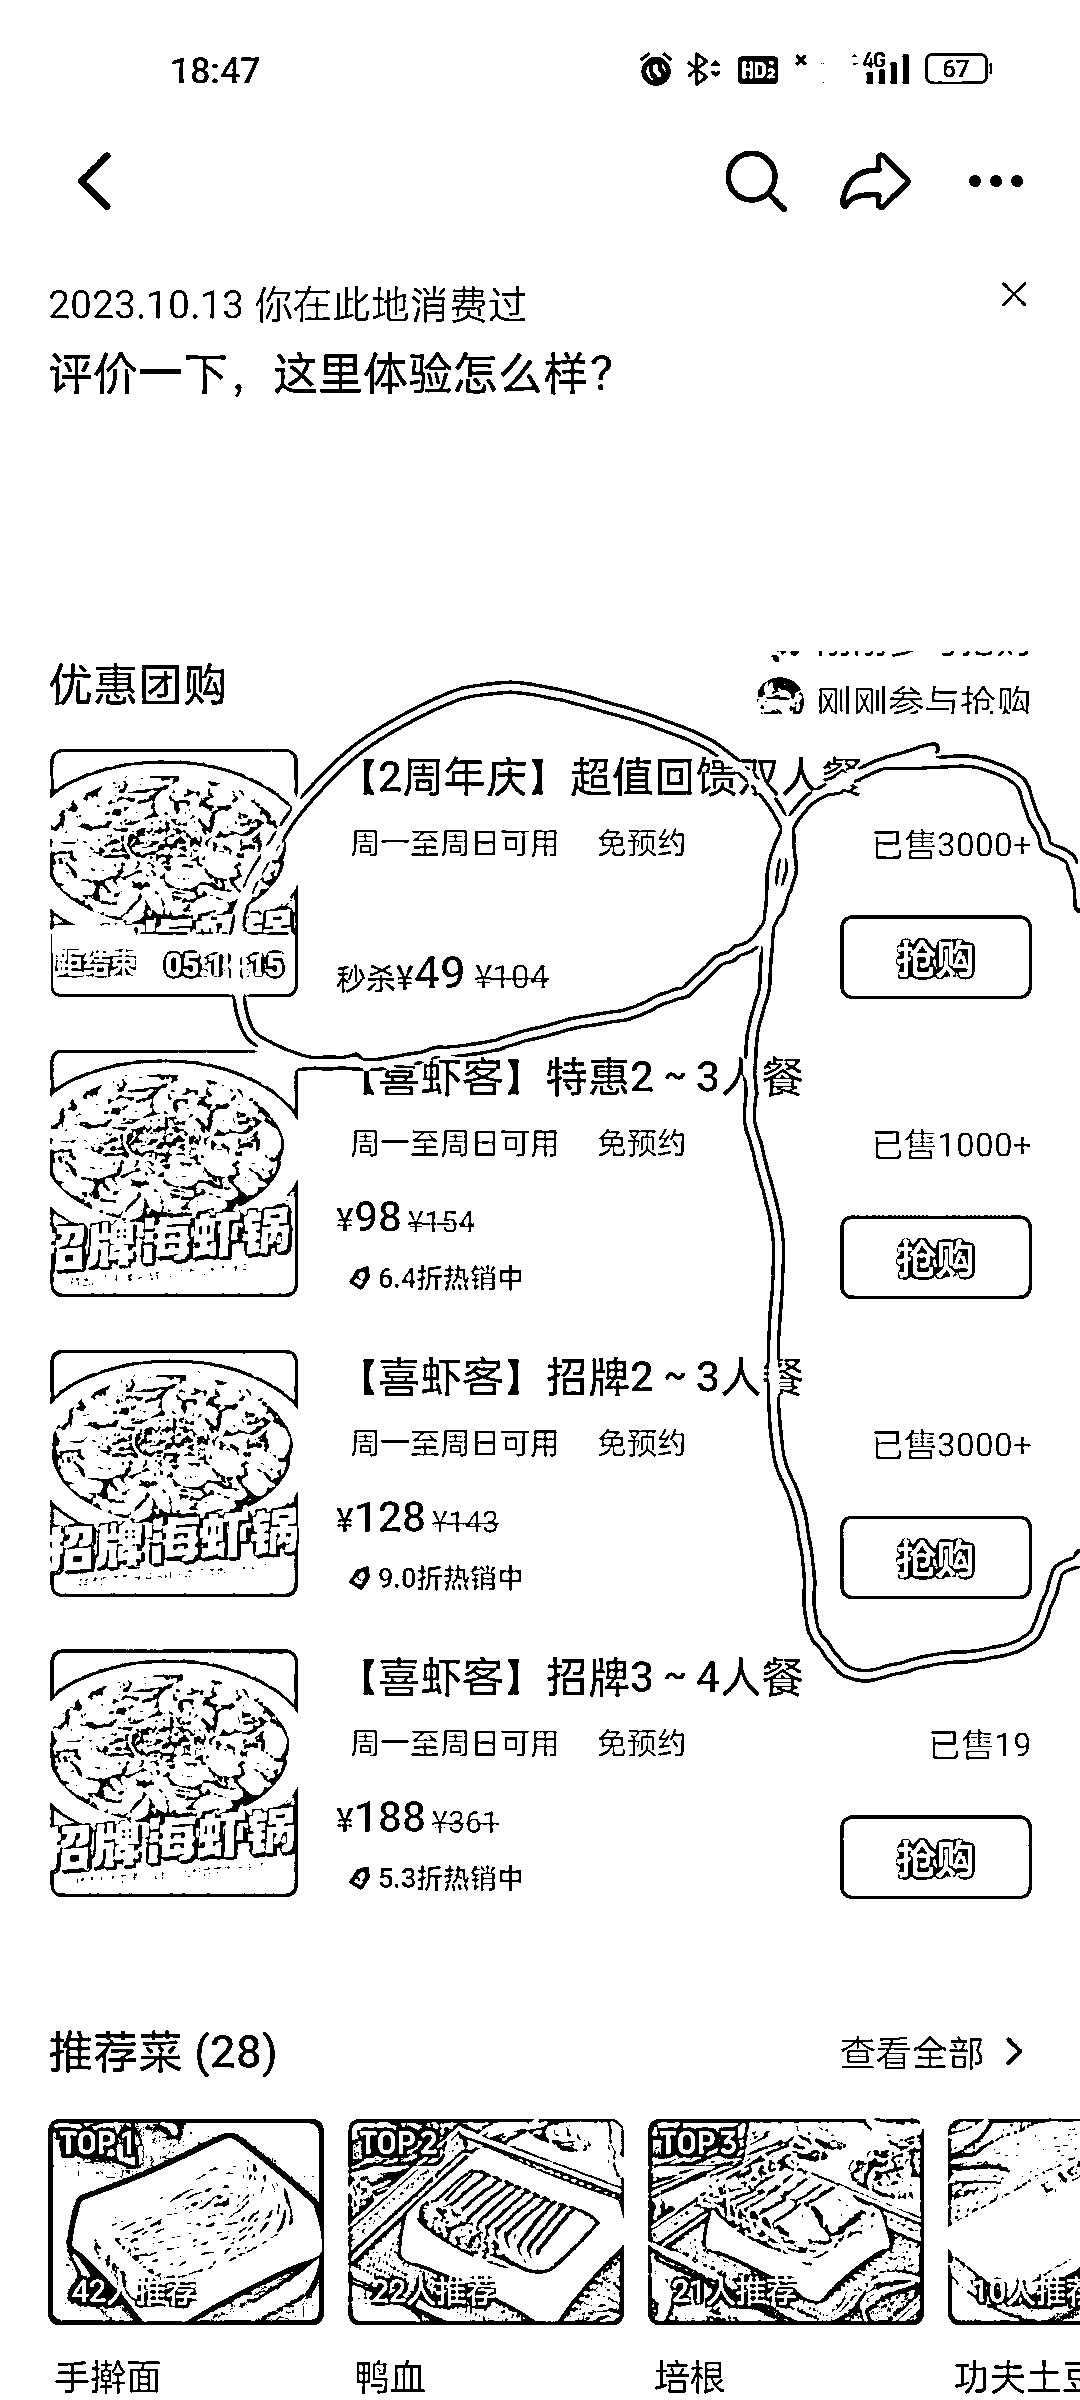 18:47
HD2 4G 67
2023.10.13 你在此地消费过
评价一下，这里体验怎么样？
优惠团购
刚刚参与抢购
【2周年庆】超值回馈双人餐
周一至周日可用 免预约 已售3000+
距结束
秒杀¥49 ¥104 抢购
【喜虾客】特惠2～3人餐
周一至周日可用 免预约 已售1000+
招牌海虾锅
¥98 ¥154 抢购
6.4折热销中
【喜虾客】招牌2～3人餐
周一至周日可用 免预约 已售3000+
招牌海虾锅
¥128 ¥143 抢购
9.0折热销中
【喜虾客】招牌3～4人餐
周一至周日可用 免预约 已售19
招牌海虾锅
¥188 ¥361 抢购
5.3折热销中
推荐菜 (28) 查看全部
TOP1 TOP2 TOP3
42人推荐 22人推荐 21人推荐 10人推荐
手擀面 鸭血 培根 功夫土豆